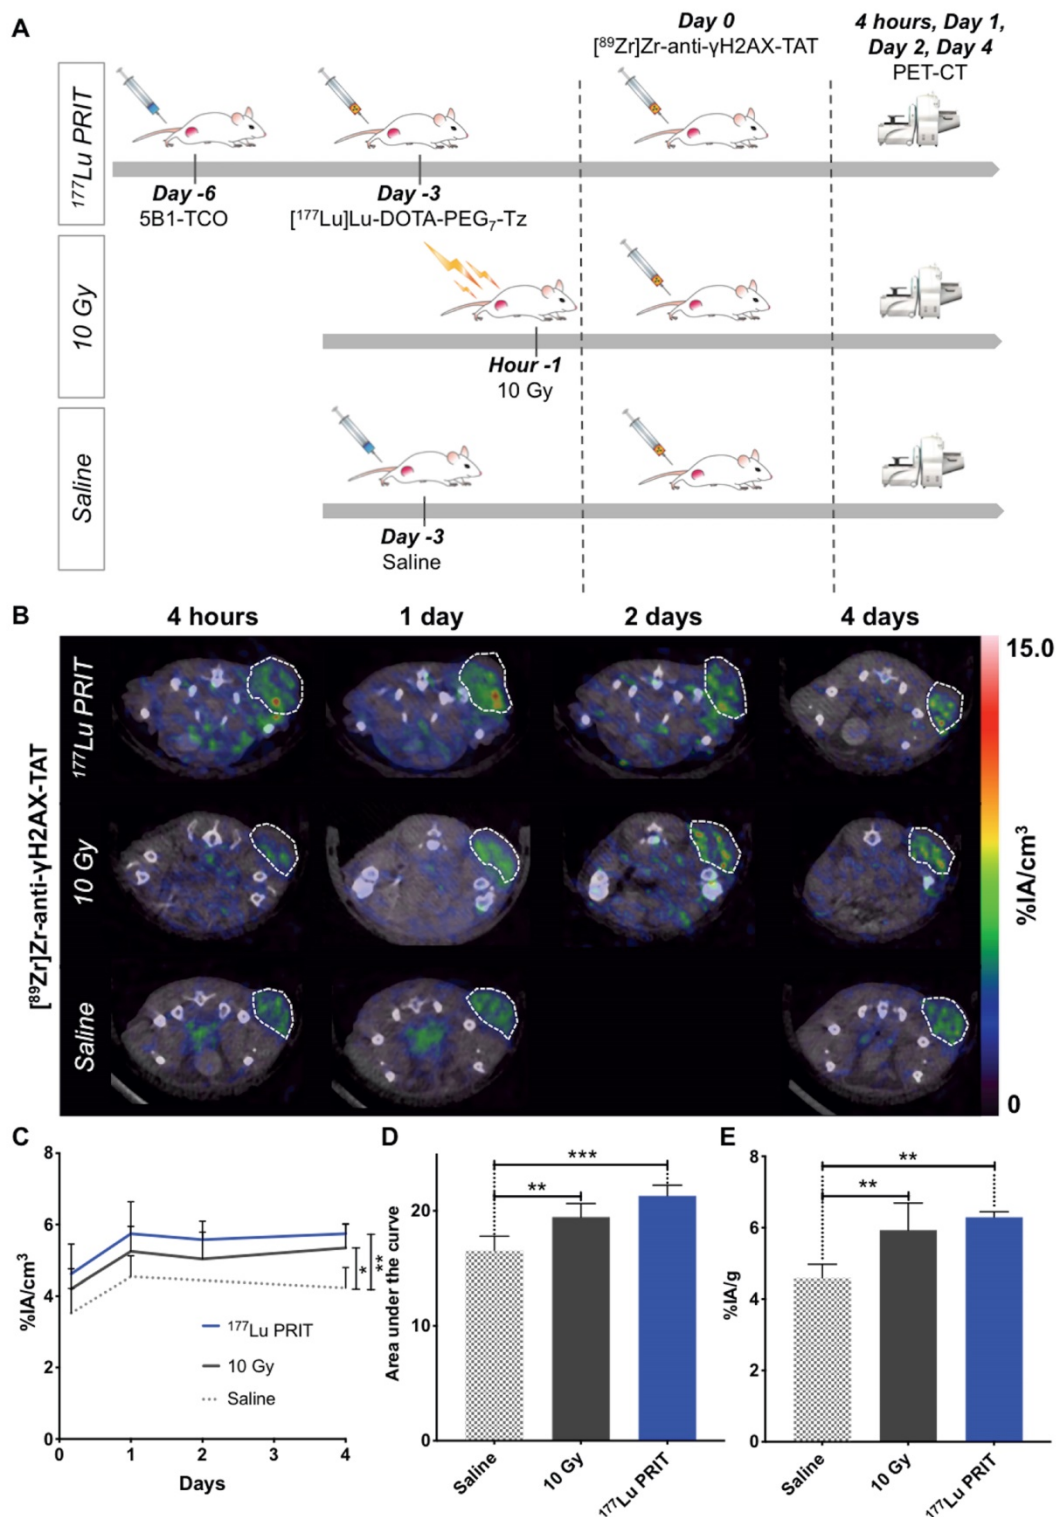 A
Day 0
[⁸⁹Zr]Zr-anti-γH2AX-TAT
4 hours, Day 1,
Day 2, Day 4
PET-CT
¹⁷⁷Lu PRIT
Day -6
5B1-TCO
Day -3
[¹⁷⁷Lu]Lu-DOTA-PEG₇-Tz
10 Gy
Hour -1
10 Gy
Saline
Day -3
Saline
B
4 hours
1 day
2 days
4 days
[⁸⁹Zr]Zr-anti-γH2AX-TAT
¹⁷⁷Lu PRIT
10 Gy
Saline
15.0
%IA/cm³
0
C
%IA/cm³
8
6
4
2
0
*
**
¹⁷⁷Lu PRIT
10 Gy
Saline
0
1
2
3
4
Days
D
Area under the curve
20
10
0
**
***
Saline
10 Gy
¹⁷⁷Lu PRIT
E
%IA/g
8
6
4
2
0
**
**
Saline
10 Gy
¹⁷⁷Lu PRIT